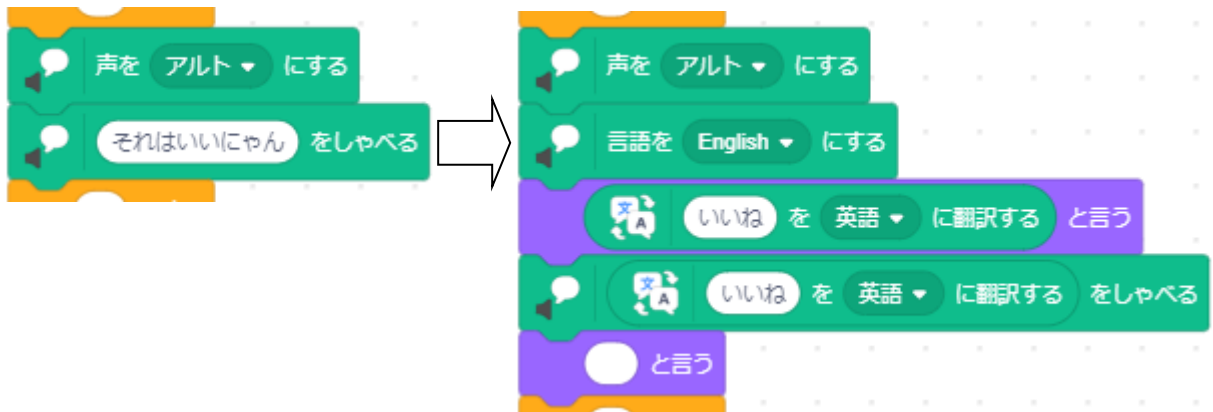 声を アルト にする
それはいいにゃん をしゃべる
声を アルト にする
言語を English にする
文 A いいね を 英語 に翻訳する と言う
文 A いいね を 英語 に翻訳する をしゃべる
と言う